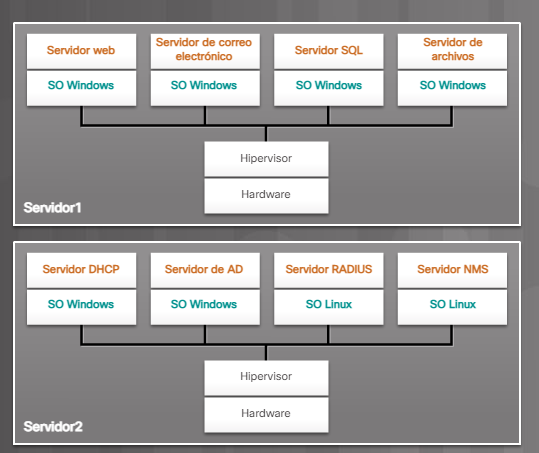 Servidor web
Servidor de correo
electrónico
Servidor SQL
Servidor de
archivos
SO Windows
SO Windows
SO Windows
SO Windows
Hipervisor
Hardware
Servidor1
Servidor DHCP
Servidor de AD
Servidor RADIUS
Servidor NMS
SO Windows
SO Windows
SO Linux
SO Linux
Hipervisor
Hardware
Servidor2